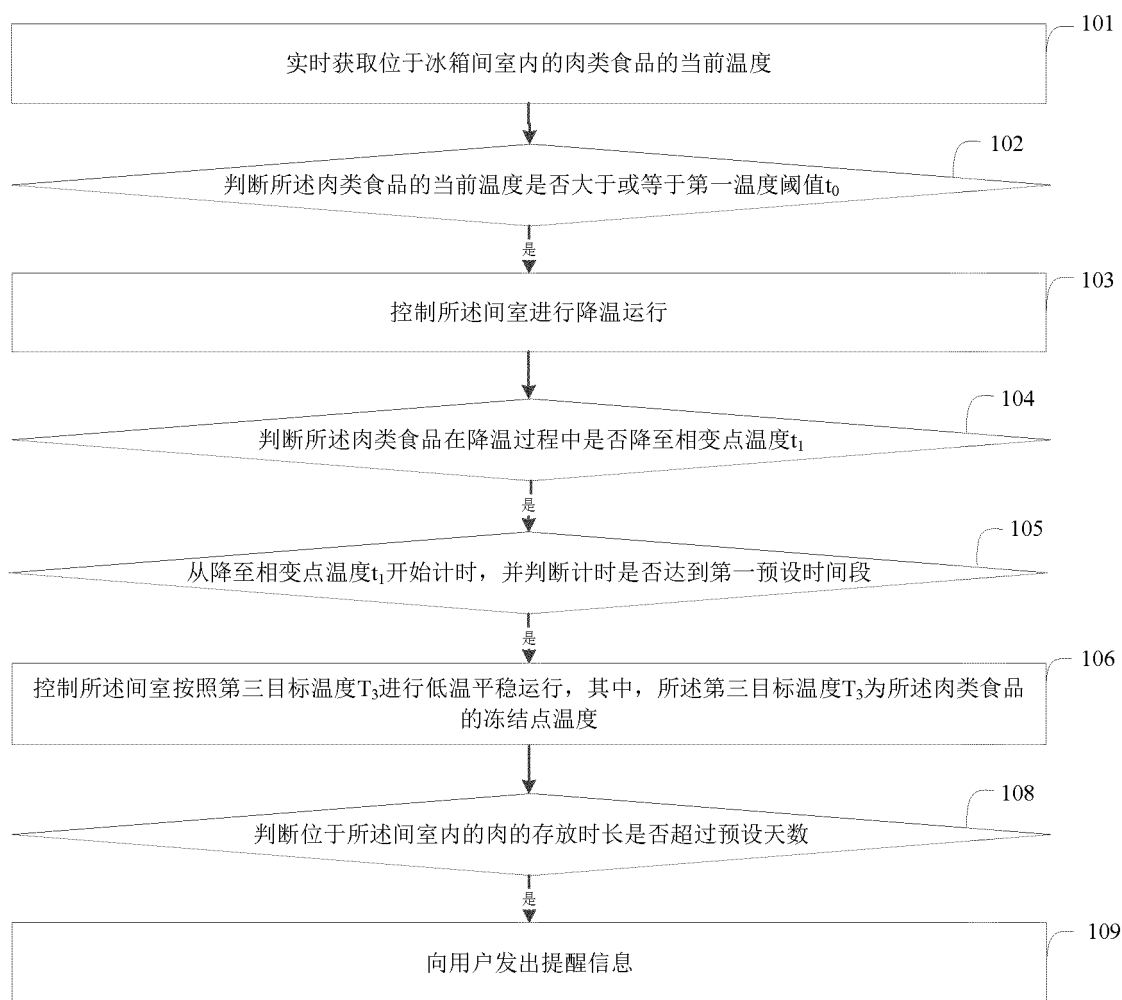 101
实时获取位于冰箱间室内的肉类食品的当前温度
102
判断所述肉类食品的当前温度是否大于或等于第一温度阈值t0
是
103
控制所述间室进行降温运行
104
判断所述肉类食品在降温过程中是否降至相变点温度t1
是
105
从降至相变点温度t1开始计时，并判断计时是否达到第一预设时间段
是
106
控制所述间室按照第三目标温度T3进行低温平稳运行，其中，所述第三目标温度T3为所述肉类食品
的冻结点温度
108
判断位于所述间室内的肉的存放时长是否超过预设天数
是
109
向用户发出提醒信息